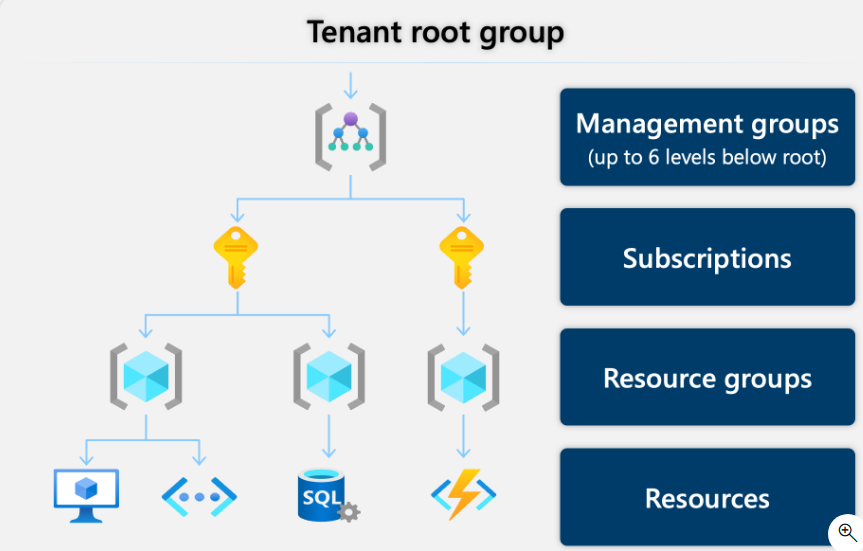 Tenant root group
Management groups
(up to 6 levels below root)
Subscriptions
Resource groups
SQL
Resources